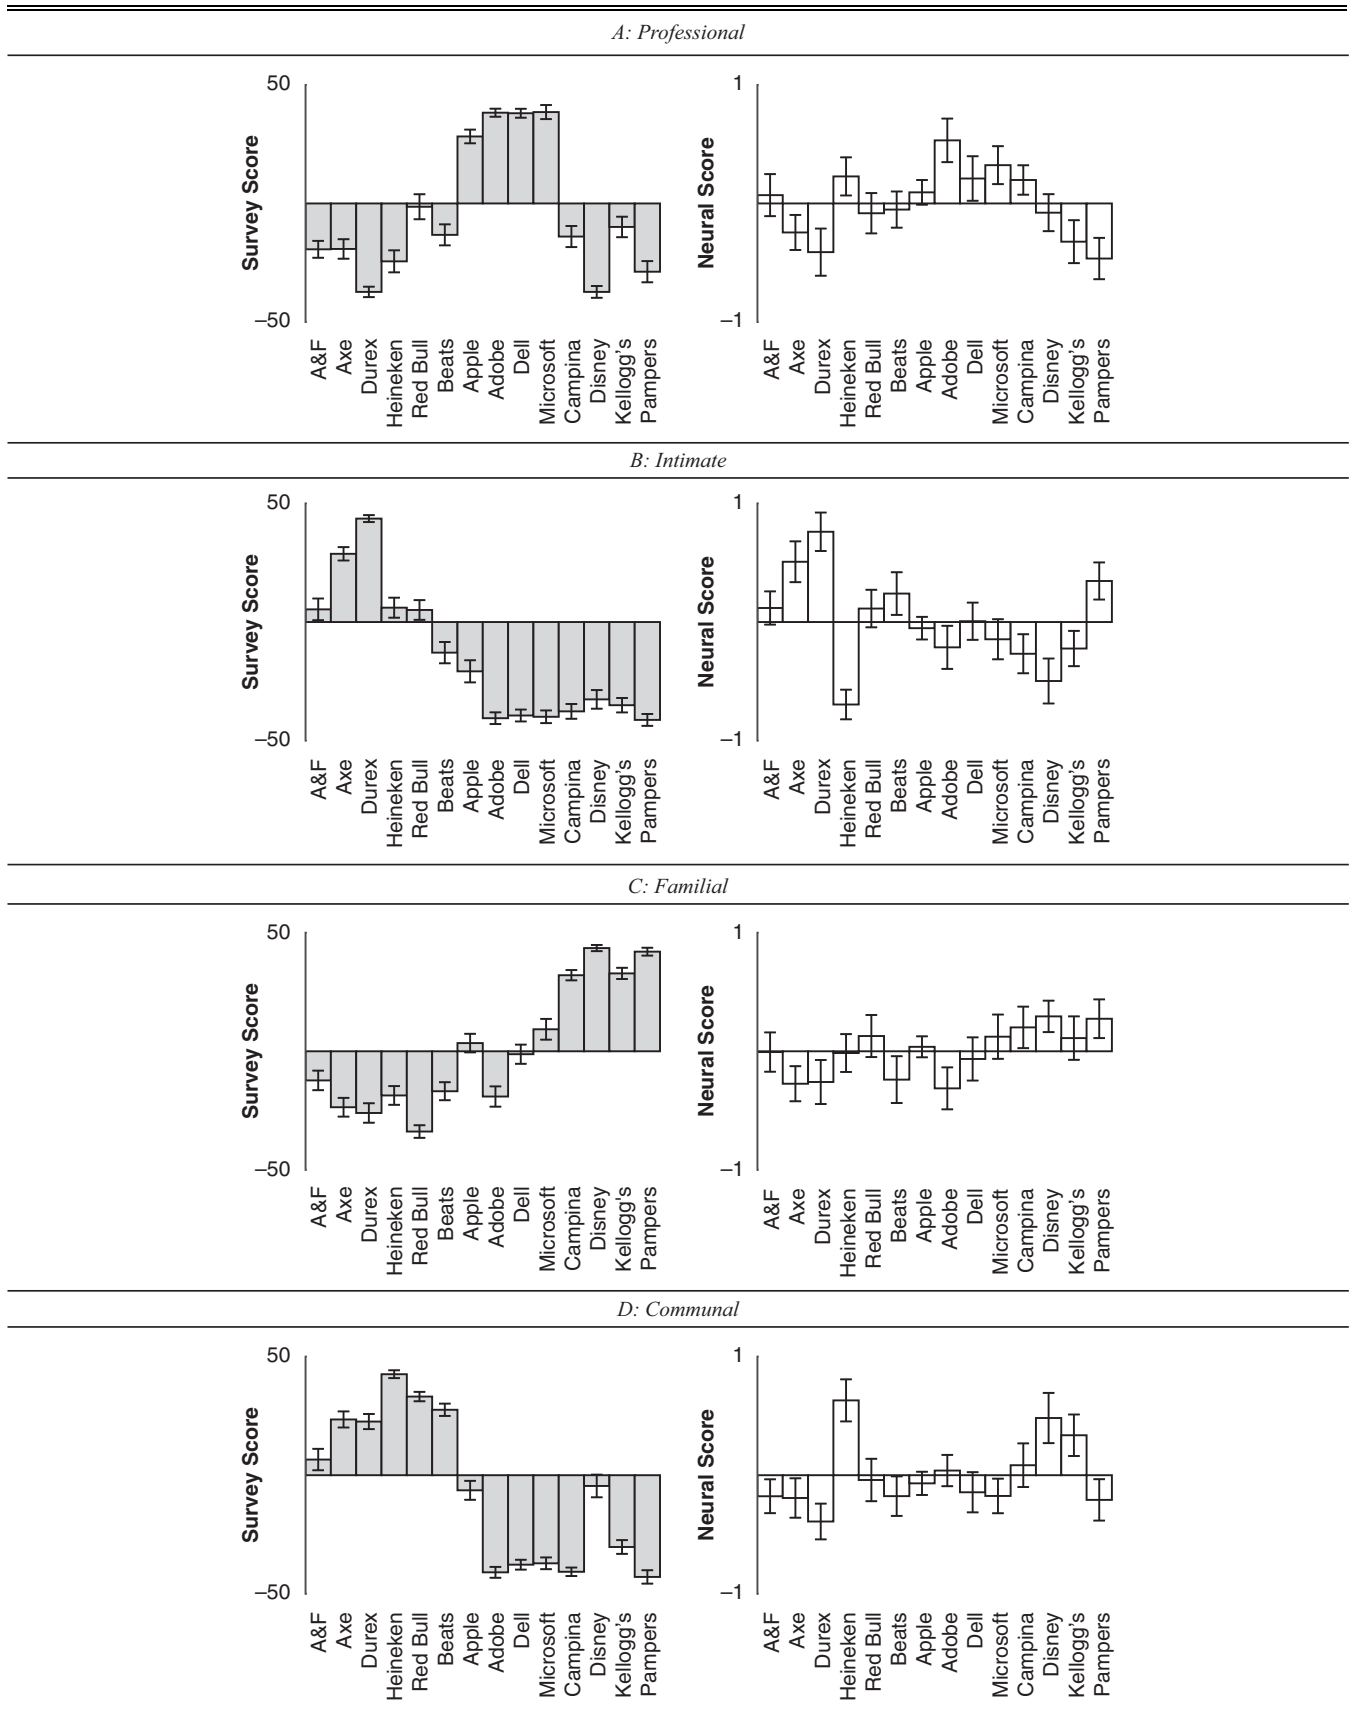 A: Professional
50
Survey Score
–50
A&F
Axe
Durex
Heineken
Red Bull
Beats
Apple
Adobe
Dell
Microsoft
Campina
Disney
Kellogg’s
Pampers
1
Neural Score
–1
A&F
Axe
Durex
Heineken
Red Bull
Beats
Apple
Adobe
Dell
Microsoft
Campina
Disney
Kellogg’s
Pampers
B: Intimate
50
Survey Score
–50
A&F
Axe
Durex
Heineken
Red Bull
Beats
Apple
Adobe
Dell
Microsoft
Campina
Disney
Kellogg’s
Pampers
1
Neural Score
–1
A&F
Axe
Durex
Heineken
Red Bull
Beats
Apple
Adobe
Dell
Microsoft
Campina
Disney
Kellogg’s
Pampers
C: Familial
50
Survey Score
–50
A&F
Axe
Durex
Heineken
Red Bull
Beats
Apple
Adobe
Dell
Microsoft
Campina
Disney
Kellogg's
Pampers
1
Neural Score
–1
A&F
Axe
Durex
Heineken
Red Bull
Beats
Apple
Adobe
Dell
Microsoft
Campina
Disney
Kellogg’s
Pampers
D: Communal
50
Survey Score
–50
A&F
Axe
Durex
Heineken
Red Bull
Beats
Apple
Adobe
Dell
Microsoft
Campina
Disney
Kellogg’s
Pampers
1
Neural Score
–1
A&F
Axe
Durex
Heineken
Red Bull
Beats
Apple
Adobe
Dell
Microsoft
Campina
Disney
Kellogg’s
Pampers